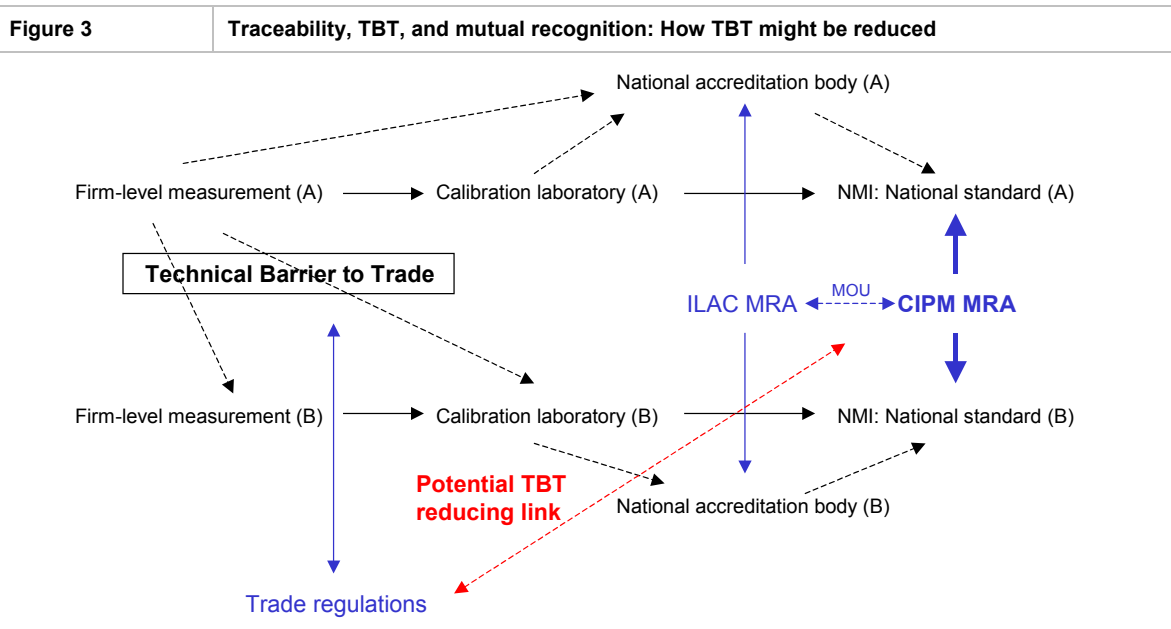 Figure 3
Traceability, TBT, and mutual recognition: How TBT might be reduced
National accreditation body (A)
Firm-level measurement (A)
Calibration laboratory (A)
NMI: National standard (A)
Technical Barrier to Trade
ILAC MRA
MOU
CIPM MRA
Firm-level measurement (B)
Calibration laboratory (B)
NMI: National standard (B)
Potential TBT
reducing link
National accreditation body (B)
Trade regulations